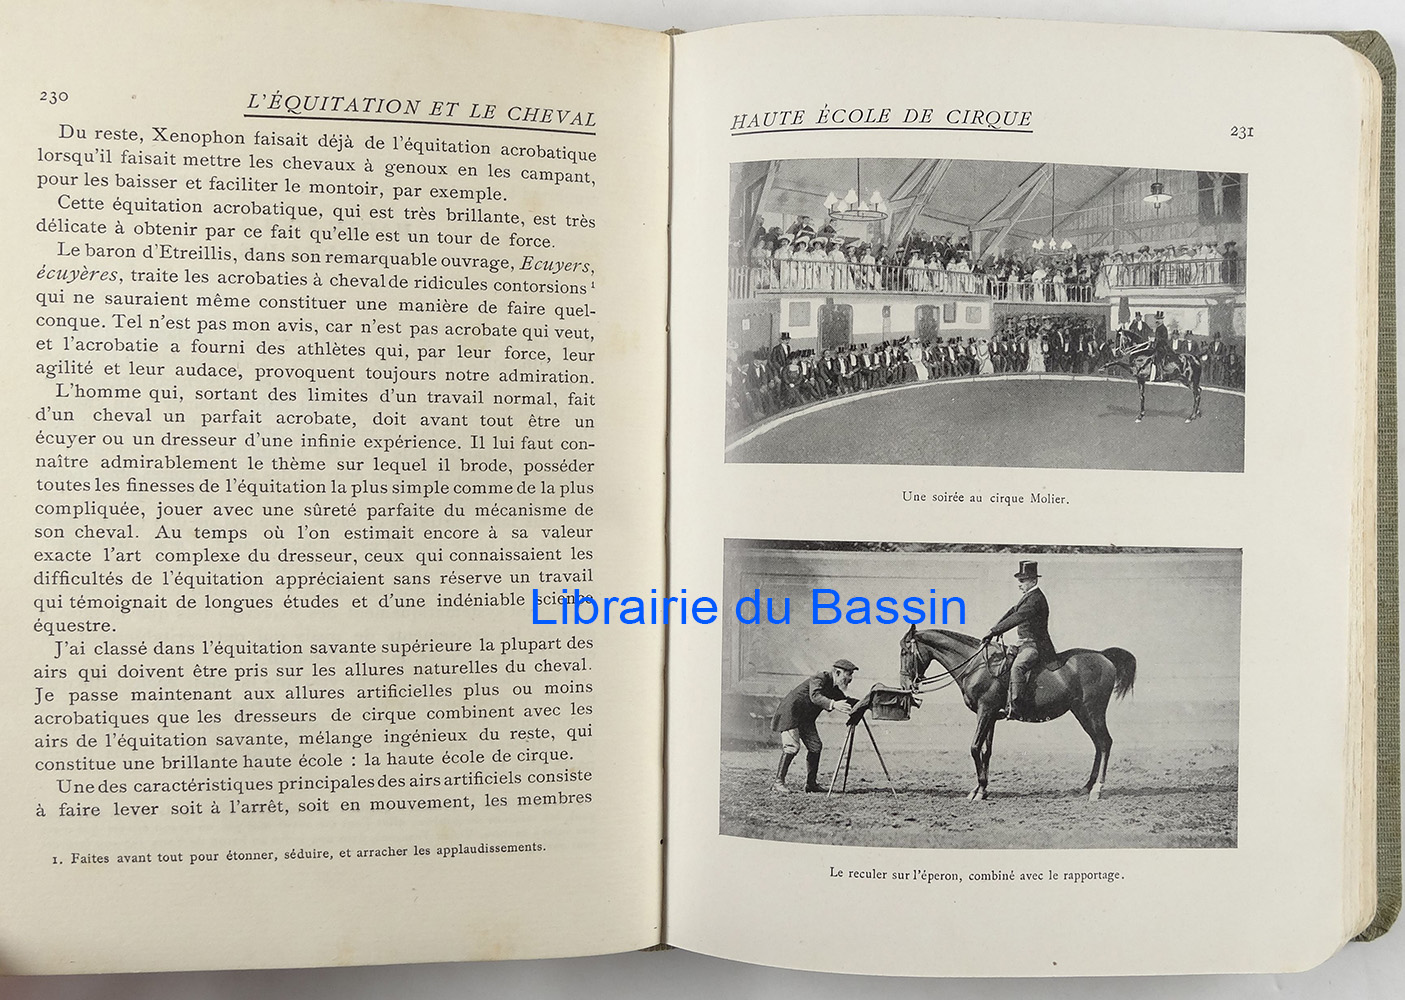 230
L'ÉQUITATION ET LE CHEVAL
Du reste, Xenophon faisait déjà de l'équitation acrobatique
lorsqu'il faisait mettre les chevaux à genoux en les campant,
pour les baisser et faciliter le montoir, par exemple.
Cette équitation acrobatique, qui est très brillante, est très
délicate à obtenir par ce fait qu'elle est un tour de force.
Le baron d'Etreillis, dans son remarquable ouvrage, Ecuyers,
écuyères, traite les acrobaties à cheval de ridicules contorsions 1
qui ne sauraient même constituer une manière de faire quel-
conque. Tel n'est pas mon avis, car n'est pas acrobate qui veut,
et l'acrobatie a fourni des athlètes qui, par leur force, leur
agilité et leur audace, provoquent toujours notre admiration.
L'homme qui, sortant des limites d'un travail normal, fait
d'un cheval un parfait acrobate, doit avant tout être un
écuyer ou un dresseur d'une infinie expérience. Il lui faut con-
naître admirablement le thème sur lequel il brode, posséder
toutes les finesses de l'équitation la plus simple comme de la plus
compliquée, jouer avec une sûreté parfaite du mécanisme de
son cheval. Au temps où l'on estimait encore à sa valeur
exacte l'art complexe du dresseur, ceux qui connaissaient les
difficultés de l'équitation appréciaient sans réserve un travail
qui témoignait de longues études et d'une indéniable science
équestre.
J'ai classé dans l'équitation savante supérieure la plupart des
airs qui doivent être pris sur les allures naturelles du cheval.
Je passe maintenant aux allures artificielles plus ou moins
acrobatiques que les dresseurs de cirque combinent avec les
airs de l'équitation savante, mélange ingénieux du reste, qui
constitue une brillante haute école : la haute école de cirque.
Une des caractéristiques principales des airs artificiels consiste
à faire lever soit à l'arrêt, soit en mouvement, les membres
1. Faites avant tout pour étonner, séduire, et arracher les applaudissements.
HAUTE ÉCOLE DE CIRQUE
231
Une soirée au cirque Molier.
Librairie du Bassin
Le reculer sur l'éperon, combiné avec le rapportage.